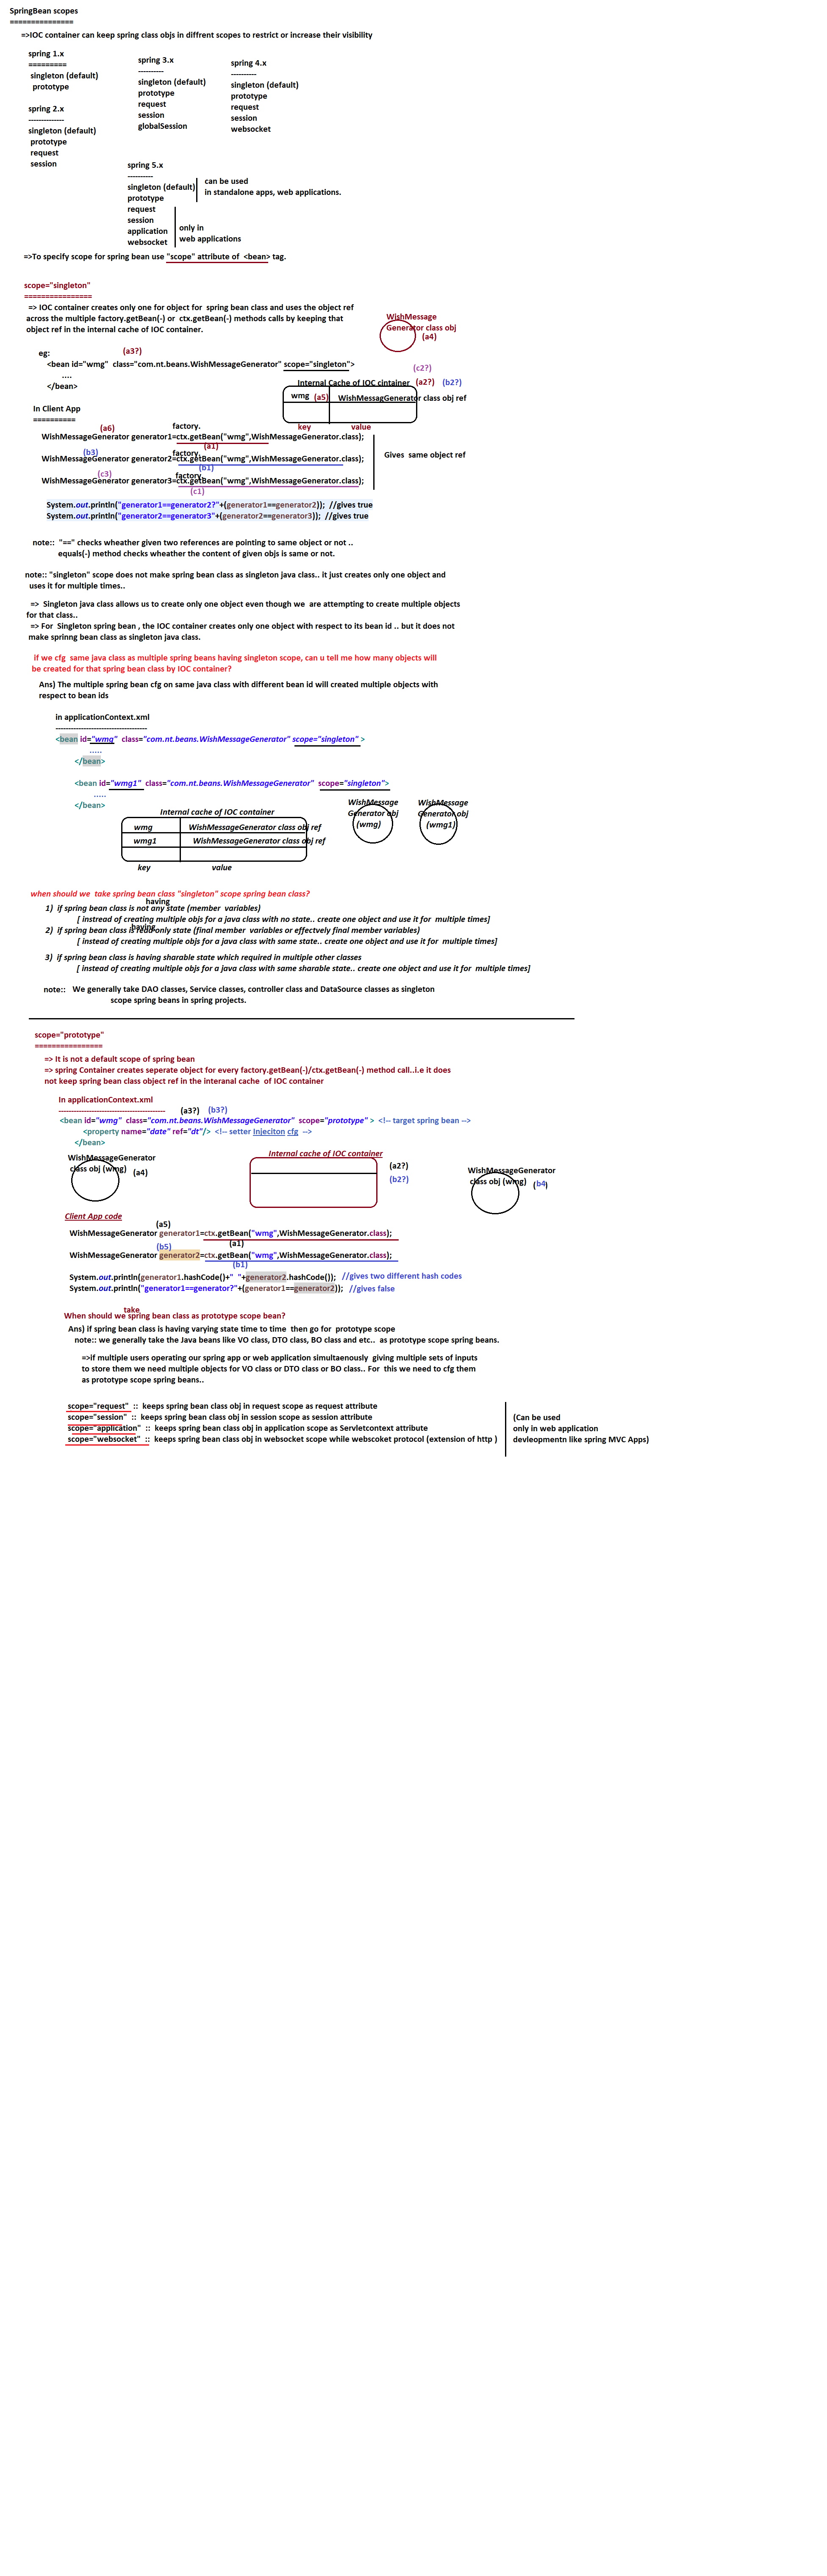 SpringBean scopes
===============
=>IOC container can keep spring class objs in diffrent scopes to restrict or increase their visibility
spring 1.x
=========
singleton (default)
prototype
spring 2.x
--------------
singleton (default)
prototype
request
session
spring 3.x
----------
singleton (default)
prototype
request
session
globalSession
spring 4.x
----------
singleton (default)
prototype
request
session
websocket
spring 5.x
----------
singleton (default)
prototype
request
session
application
websocket
can be used
in standalone apps, web applications.
only in
web applications
=>To specify scope for spring bean use "scope" attribute of <bean> tag.
scope="singleton"
================
=> IOC container creates only one for object for spring bean class and uses the object ref
across the multiple factory.getBean(-) or ctx.getBean(-) methods calls by keeping that
object ref in the internal cache of IOC container.
WishMessage
Generator class obj
(a4)
eg:
(a3?)
<bean id="wmg" class="com.nt.beans.WishMessageGenerator" scope="singleton">
....
</bean>
(c2?)
Internal Cache of IOC cintainer (a2?) (b2?)
wmg (a5) WishMessagGenerator class obj ref
key value
In Client App
==========
(a6) factory.
WishMessageGenerator generator1=ctx.getBean("wmg",WishMessageGenerator.class);
(a1)
(b3) factory.
WishMessageGenerator generator2=ctx.getBean("wmg",WishMessageGenerator.class);
(b1)
(c3) factory.
WishMessageGenerator generator3=ctx.getBean("wmg",WishMessageGenerator.class);
(c1)
Gives same object ref
System.out.println("generator1==generator2?"+(generator1==generator2)); //gives true
System.out.println("generator2==generator3"+(generator2==generator3)); //gives true
note:: "==" checks wheather given two references are pointing to same object or not ..
equals(-) method checks wheather the content of given objs is same or not.
note:: "singleton" scope does not make spring bean class as singleton java class.. it just creates only one object and
uses it for multiple times..
=> Singleton java class allows us to create only one object even though we are attempting to create multiple objects
for that class..
=> For Singleton spring bean , the IOC container creates only one object with respect to its bean id .. but it does not
make sprinng bean class as singleton java class.
if we cfg same java class as multiple spring beans having singleton scope, can u tell me how many objects will
be created for that spring bean class by IOC container?
Ans) The multiple spring bean cfg on same java class with different bean id will created multiple objects with
respect to bean ids
in applicationContext.xml
-----------------------------------
<bean id="wmg" class="com.nt.beans.WishMessageGenerator" scope="singleton" >
.....
</bean>
<bean id="wmg1" class="com.nt.beans.WishMessageGenerator" scope="singleton">
.....
</bean>
Internal cache of IOC container
wmg WishMessageGenerator class obj ref
wmg1 WishMessageGenerator class obj ref
key value
WishMessage
Generator obj
(wmg)
WishMessage
Generator obj
(wmg1)
when should we take spring bean class "singleton" scope spring bean class?
having
1) if spring bean class is not any state (member variables)
[ instread of creating multiple objs for a java class with no state.. create one object and use it for multiple times]
having
2) if spring bean class is read only state (final member variables or effectvely final member variables)
[ instead of creating multiple objs for a java class with same state.. create one object and use it for multiple times]
3) if spring bean class is having sharable state which required in multiple other classes
[ instead of creating multiple objs for a java class with same sharable state.. create one object and use it for multiple times]
note:: We generally take DAO classes, Service classes, controller class and DataSource classes as singleton
scope spring beans in spring projects.
scope="prototype"
================
=> It is not a default scope of spring bean
=> spring Container creates seperate object for every factory.getBean(-)/ctx.getBean(-) method call..i.e it does
not keep spring bean class object ref in the interanal cache of IOC container
In applicationContext.xml
-----------------------------------------
(a3?) (b3?)
<bean id="wmg" class="com.nt.beans.WishMessageGenerator" scope="prototype" > <!-- target spring bean -->
<property name="date" ref="dt"/> <!-- setter Injeciton cfg -->
</bean>
WishMessageGenerator
class obj (wmg)
(a4)
Internal cache of IOC container
(a2?)
(b2?)
WishMessageGenerator
class obj (wmg)
(b4)
Client App code
(a5)
WishMessageGenerator generator1=ctx.getBean("wmg",WishMessageGenerator.class);
(b5) (a1)
WishMessageGenerator generator2=ctx.getBean("wmg",WishMessageGenerator.class);
(b1)
System.out.println(generator1.hashCode()+" "+generator2.hashCode()); //gives two different hash codes
System.out.println("generator1==generator?"+(generator1==generator2)); //gives false
take
When should we spring bean class as prototype scope bean?
Ans) if spring bean class is having varying state time to time then go for prototype scope
note:: we generally take the Java beans like VO class, DTO class, BO class and etc.. as prototype scope spring beans.
=>if multiple users operating our spring app or web application simultaenously giving multiple sets of inputs
to store them we need multiple objects for VO class or DTO class or BO class.. For this we need to cfg them
as prototype scope spring beans..
scope="request" :: keeps spring bean class obj in request scope as request attribute
scope="session" :: keeps spring bean class obj in session scope as session attribute
scope="application" :: keeps spring bean class obj in application scope as Servletcontext attribute
scope="websocket" :: keeps spring bean class obj in websocket scope while webscoket protocol (extension of http )
(Can be used
only in web application
devleopmentn like spring MVC Apps)